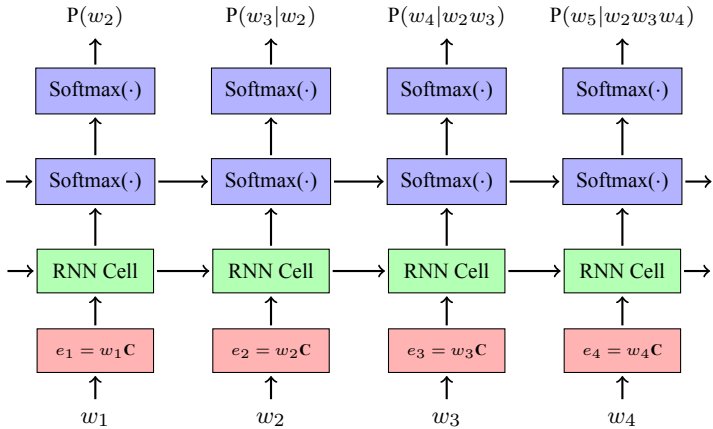 P(w₂) P(w₃|w₂) P(w₄|w₂w₃) P(w₅|w₂w₃w₄)
Softmax(·) Softmax(·) Softmax(·) Softmax(·)
Softmax(·) Softmax(·) Softmax(·) Softmax(·)
RNN Cell RNN Cell RNN Cell RNN Cell
e₁ = w₁C e₂ = w₂C e₃ = w₃C e₄ = w₄C
w₁ w₂ w₃ w₄